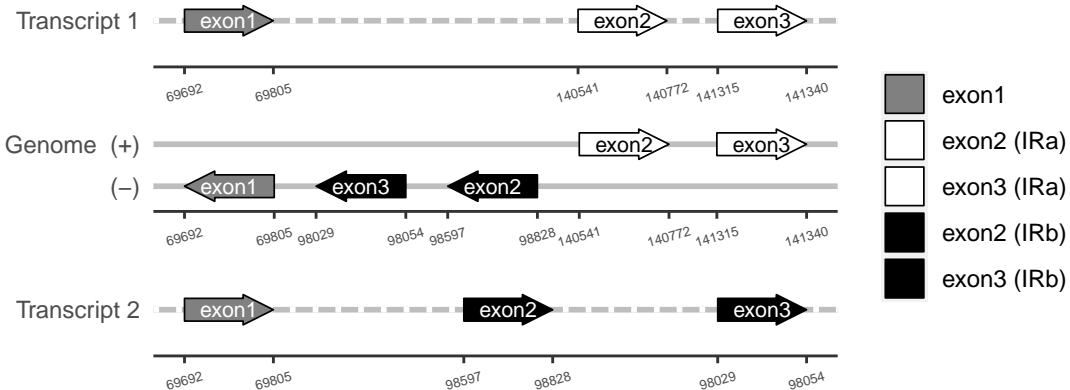 Transcript 1 exon1 exon2 exon3
69692 69805 140541 140772 141315 141340
Genome (+) exon2 exon3
(–) exon1 exon3 exon2
69692 69805 98029 98054 98597 98828 140541 140772 141315 141340
Transcript 2 exon1 exon2 exon3
69692 69805 98597 98828 98029 98054
exon1
exon2 (IRa)
exon3 (IRa)
exon2 (IRb)
exon3 (IRb)